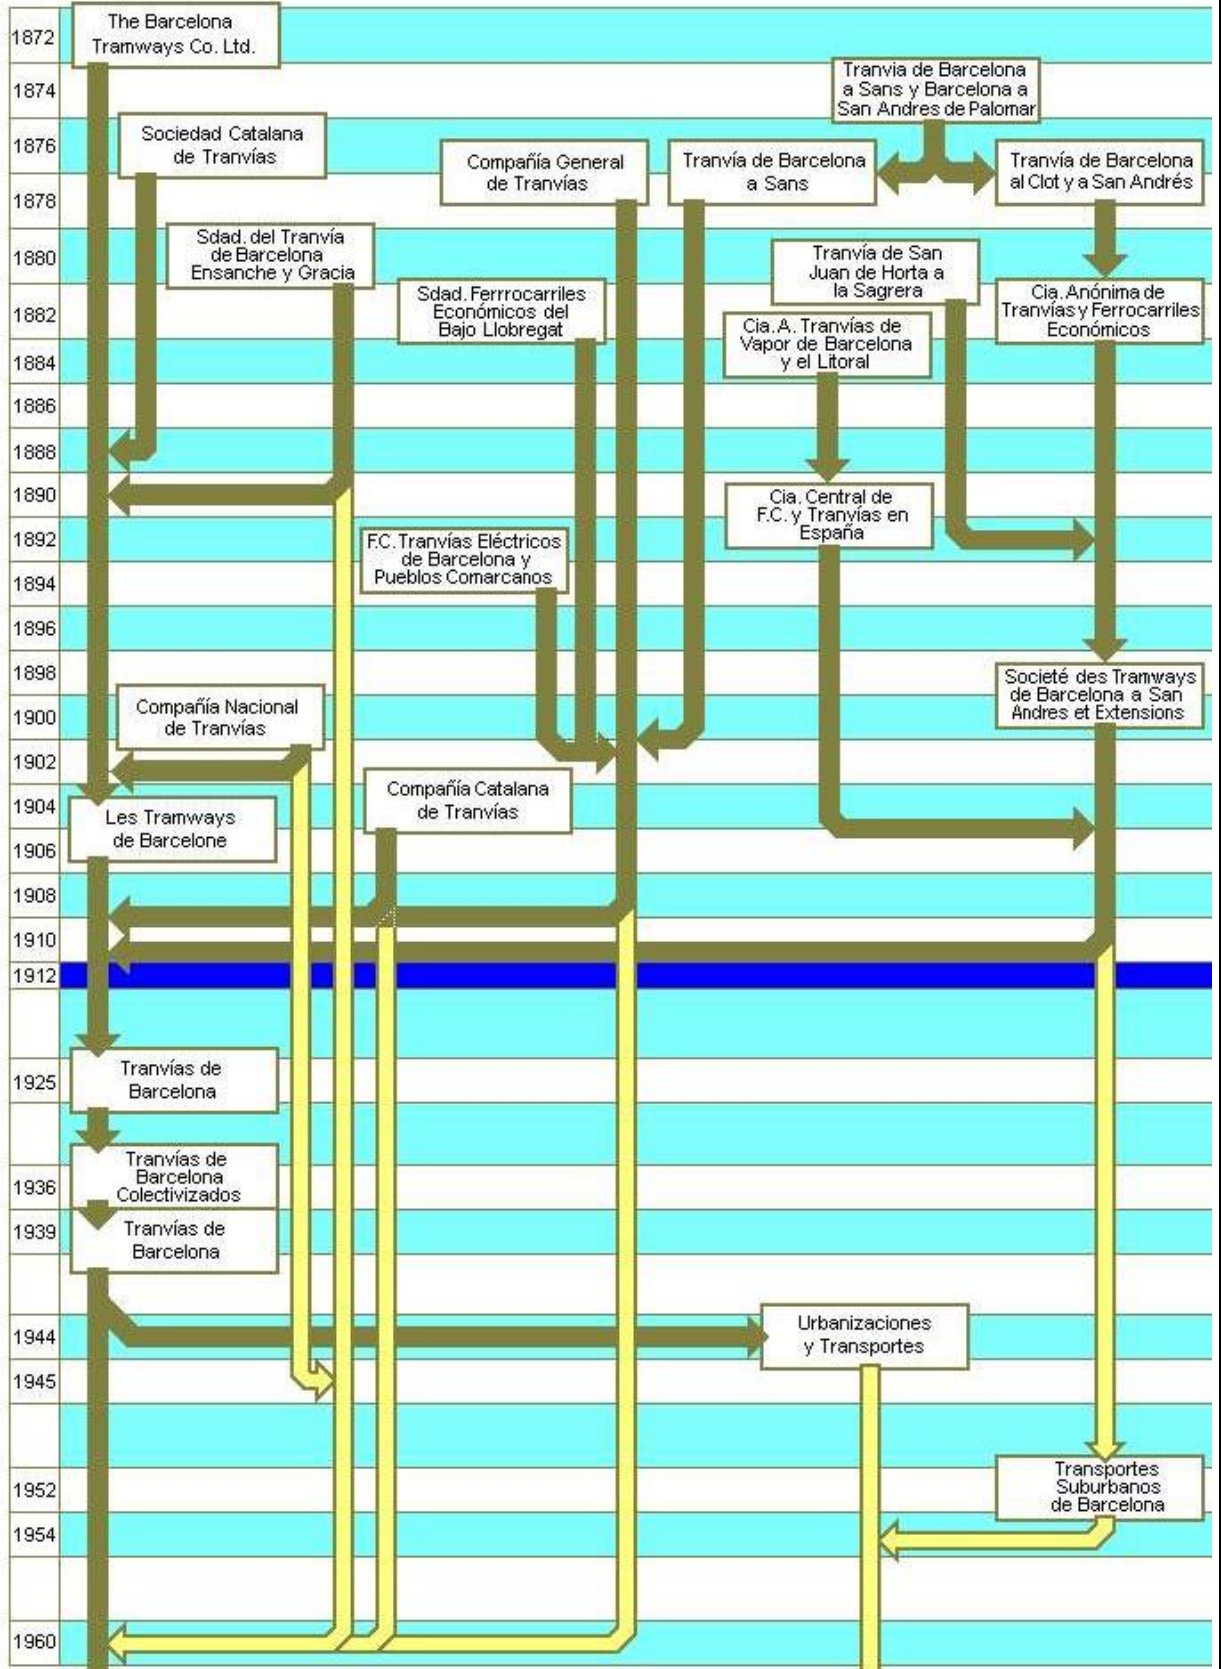 1872
The Barcelona
Tramways Co. Ltd.
1874
Tranvia de Barcelona
a Sans y Barcelona a
San Andres de Palomar
1876
Sociedad Catalana
de Tranvías
Compañía General
de Tranvías
Tranvía de Barcelona
a Sans
Tranvía de Barcelona
al Clot y a San Andrés
1878
1880
Sdad. del Tranvía
de Barcelona
Ensanche y Gracia
Tranvía de San
Juan de Horta a
la Sagrera
1882
Sdad. Ferrrocarriles
Económicos del
Bajo Llobregat
Cia. Anónima de
Tranvías y Ferrocarriles
Económicos
Cia. A. Tranvías de
Vapor de Barcelona
y el Litoral
1884
1886
1888
1890
Cia. Central de
F.C. y Tranvías en
España
1892
F.C. Tranvías Eléctricos
de Barcelona y
Pueblos Comarcanos
1894
1896
1898
Societé des Tramways
de Barcelona a San
Andres et Extensions
1900
Compañía Nacional
de Tranvías
1902
Compañía Catalana
de Tranvías
1904
Les Tramways
de Barcelone
1906
1908
1910
1912
1925
Tranvías de
Barcelona
1936
Tranvías de
Barcelona
Colectivizados
1939
Tranvías de
Barcelona
1944
Urbanizaciones
y Transportes
1945
1952
Transportes
Suburbanos
de Barcelona
1954
1960